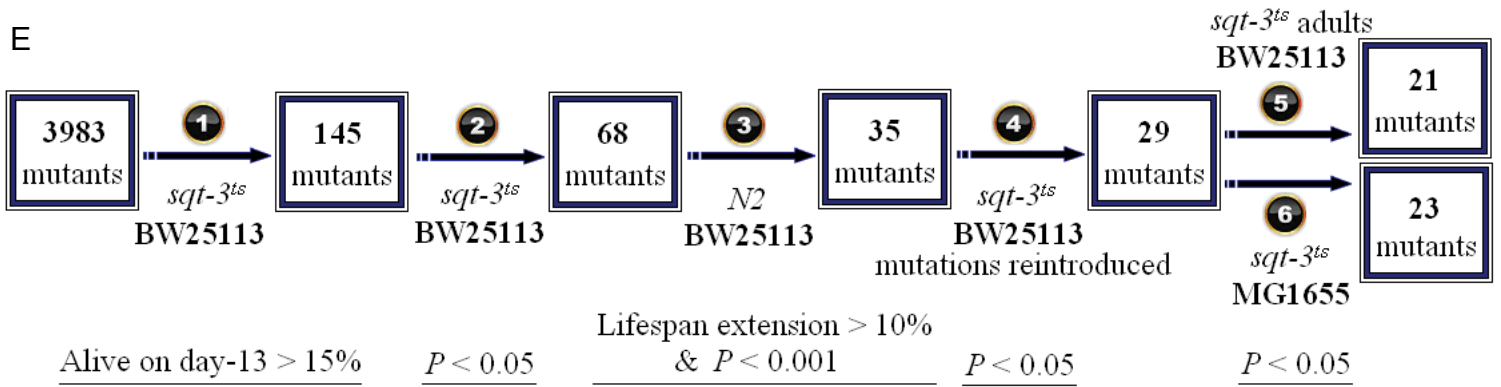 E
3983
mutants
1
sqt-3ts
BW25113
145
mutants
2
sqt-3ts
BW25113
68
mutants
3
N2
BW25113
35
mutants
4
sqt-3ts
BW25113
mutations reintroduced
29
mutants
sqt-3ts adults
BW25113
5
21
mutants
6
sqt-3ts
MG1655
23
mutants
Alive on day-13 > 15%
P < 0.05
Lifespan extension > 10%
& P < 0.001
P < 0.05
P < 0.05